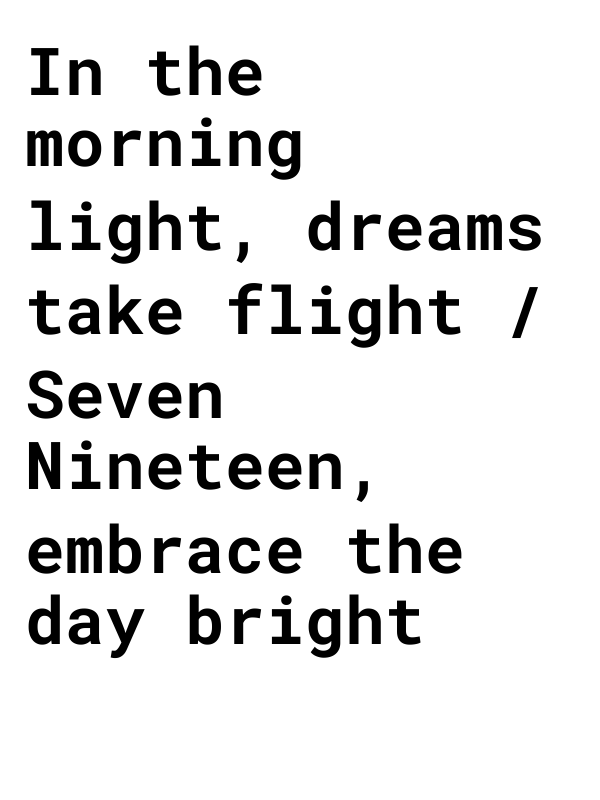 In the
morning
light, dreams
take flight /
Seven
Nineteen,
embrace the
day bright